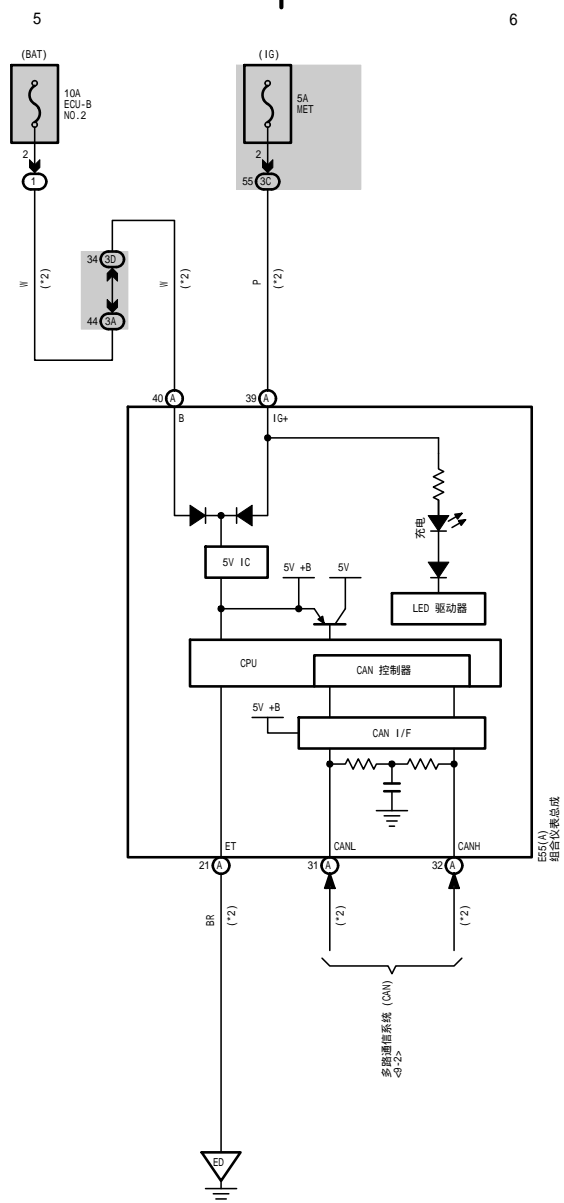 5
6
(BAT)
(IG)
10A
ECU-B
NO.2
5A
MET
2
2
1
55
3C
34
3D
W
(*2)
W
(*2)
P
(*2)
44
3A
40
A
39
A
B
IG+
充电
5V IC
5V +B
5V
LED 驱动器
CPU
CAN 控制器
5V +B
CAN I/F
ET
CANL
CANH
E55(A)
组合仪表总成
21
A
31
A
32
A
BR
(*2)
(*2)
(*2)
多路通信系统 (CAN)
<9-2>
ED